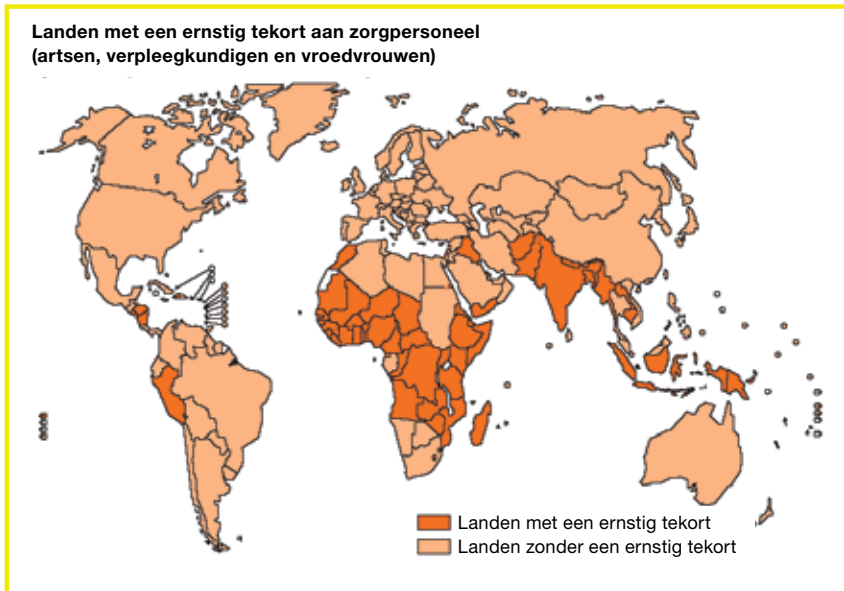 Landen met een ernstig tekort aan zorgpersoneel
(artsen, verpleegkundigen en vroedvrouwen)
Landen met een ernstig tekort
Landen zonder een ernstig tekort